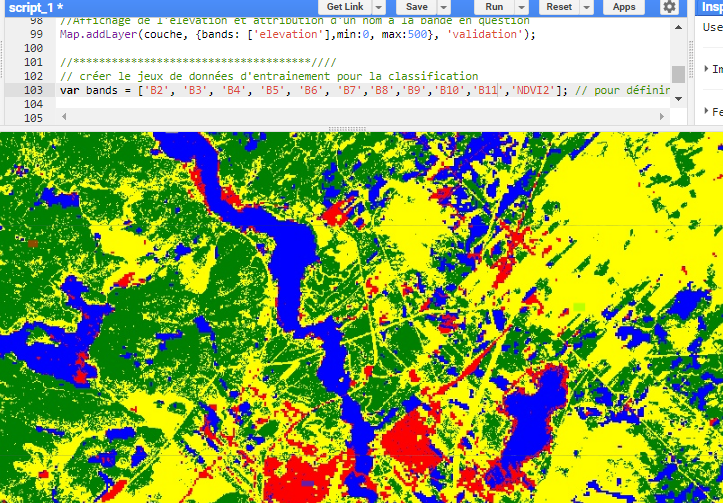 script_1 *
Get Link
Save
Run
Reset
Apps
Insp
Use
98 //Affichage de l'élevation et attribution d'un nom à la bande en question
99 Map.addLayer(couche, {bands: ['elevation'],min:0, max:500}, 'validation');
100
101 //***********************************////
102 // créer le jeux de données d'entrainement pour la classification
103 var bands = ['B2', 'B3', 'B4', 'B5', 'B6', 'B7','B8','B9','B10','B11','NDVI2']; // pour définir
104
105
In
Fe